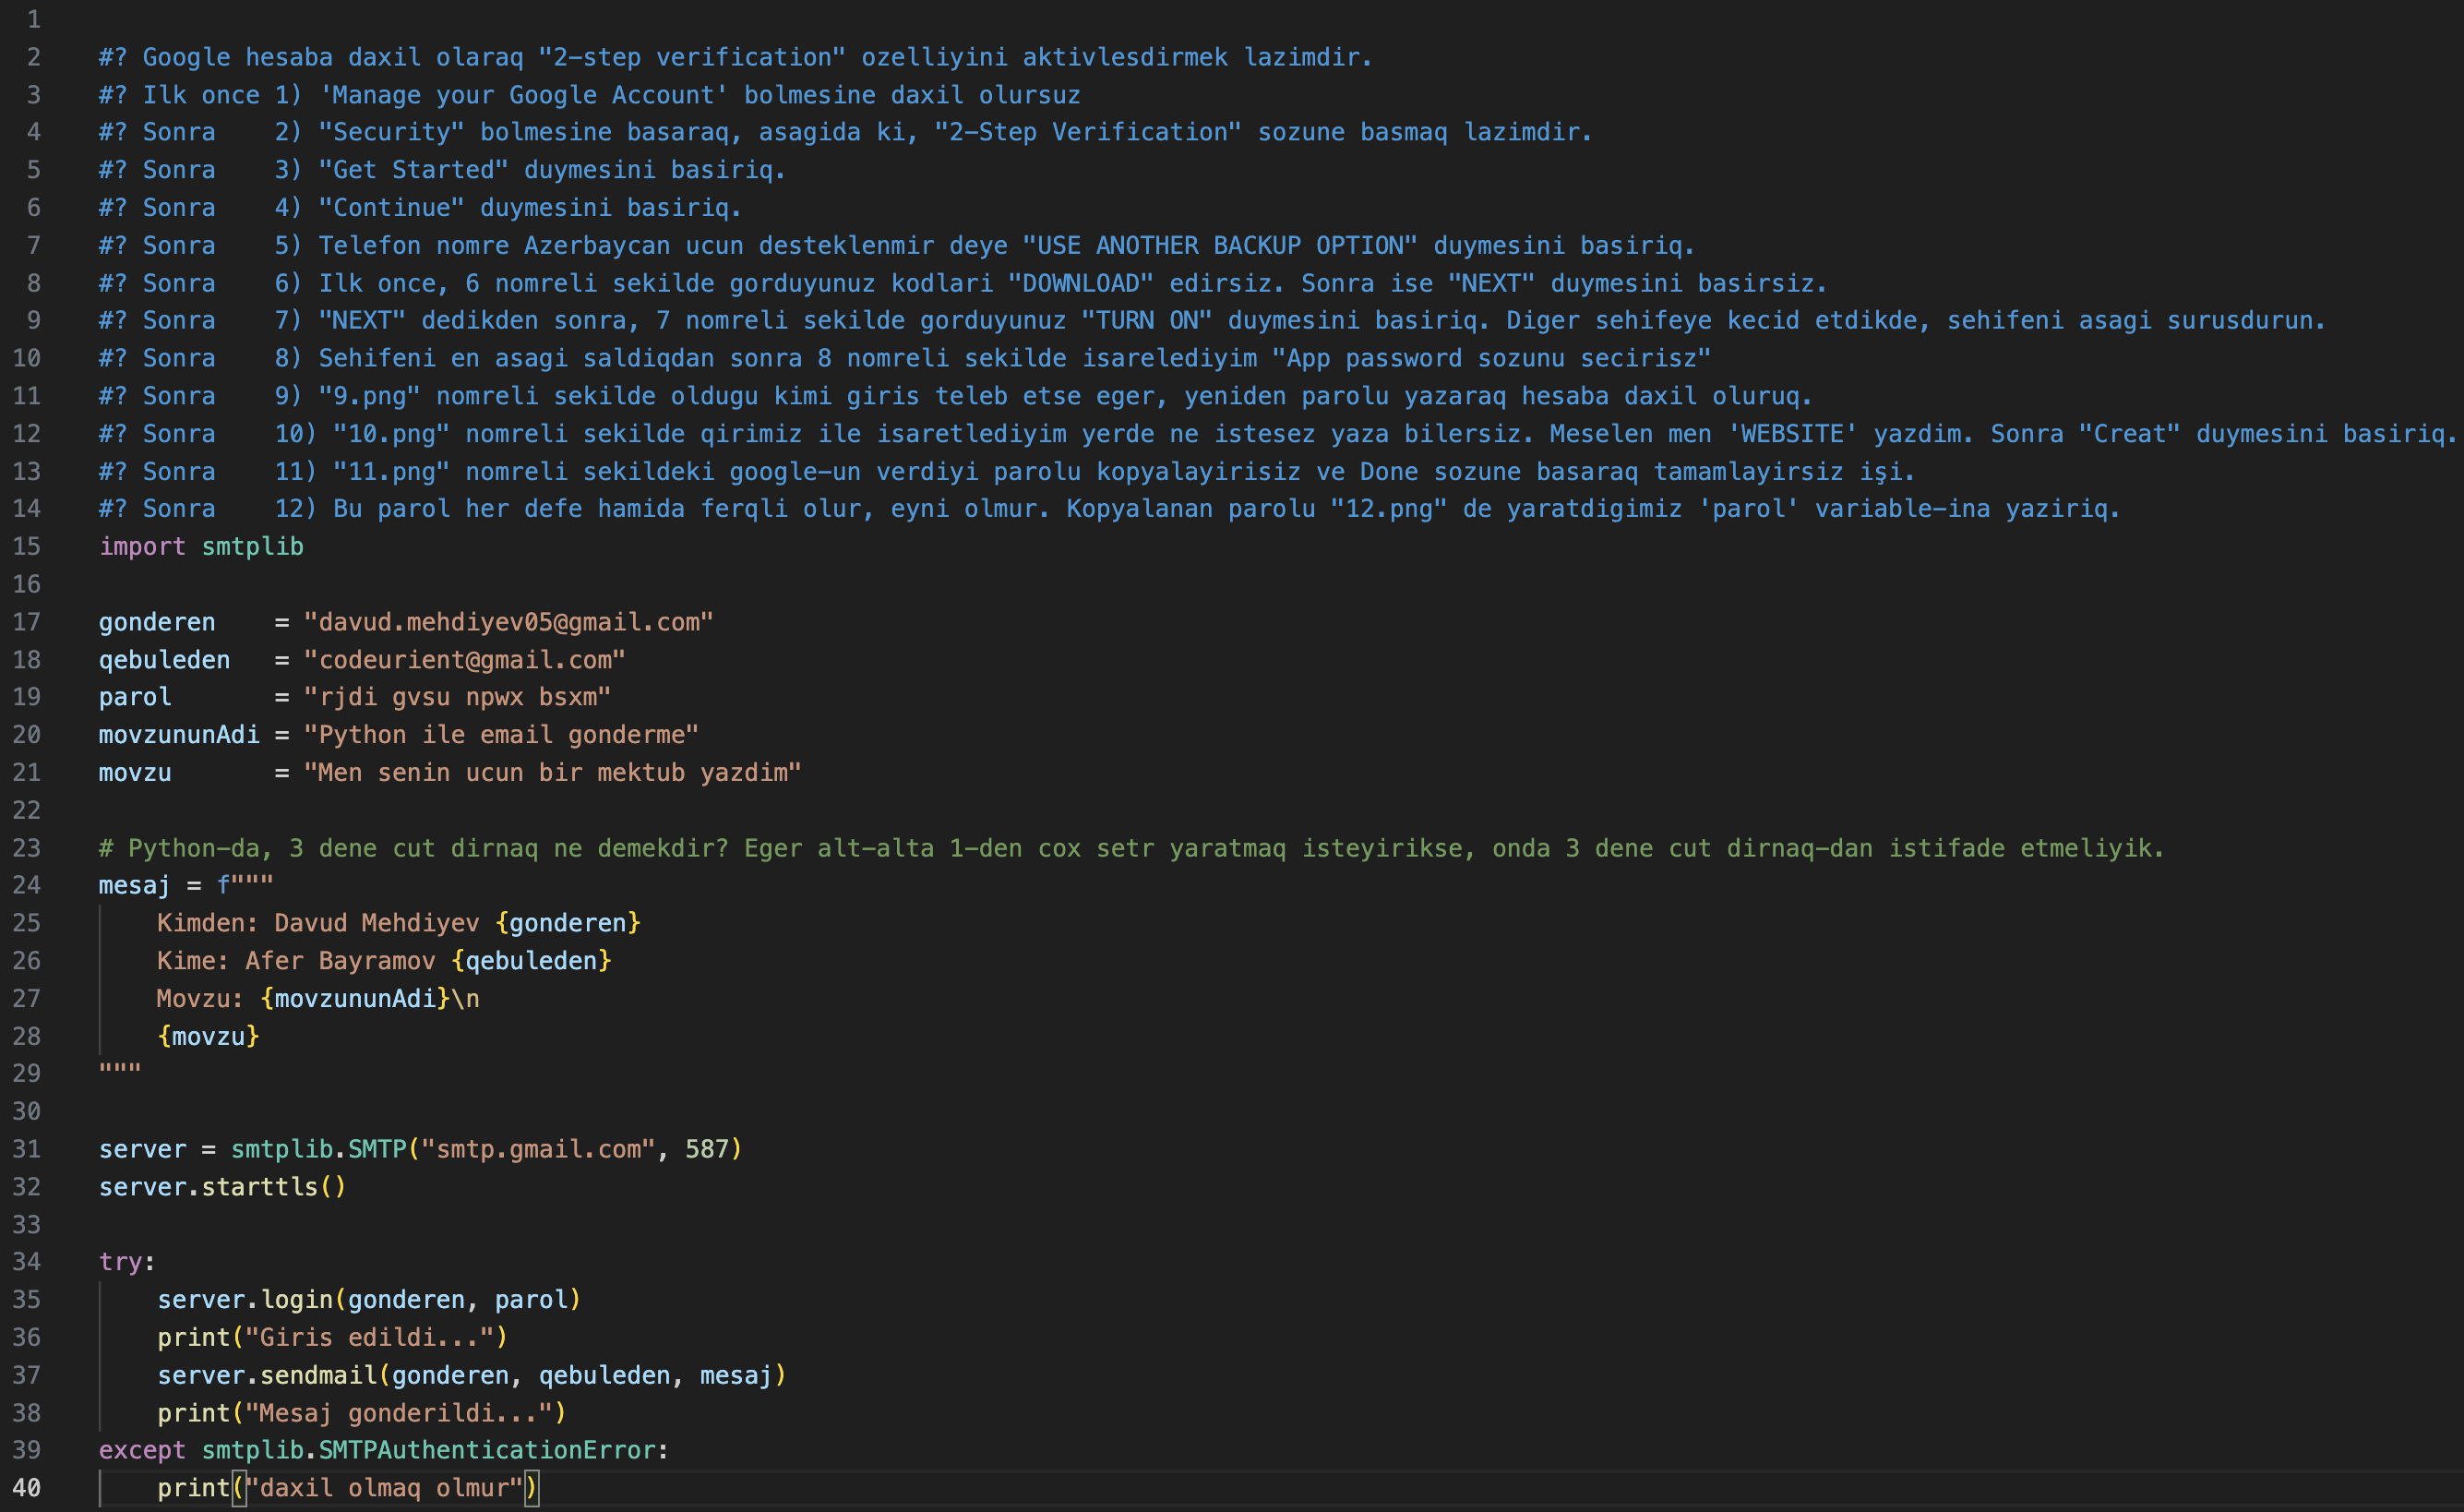 1
2 #? Google hesaba daxil olaraq "2-step verification" ozelliyini aktivlesdirmek lazimdir.
3 #? Ilk once 1) 'Manage your Google Account' bolmesine daxil olursuz
4 #? Sonra    2) "Security" bolmesine basaraq, asagida ki, "2-Step Verification" sozune basmaq lazimdir.
5 #? Sonra    3) "Get Started" duymesini basiriq.
6 #? Sonra    4) "Continue" duymesini basiriq.
7 #? Sonra    5) Telefon nomre Azerbaycan ucun desteklenmir deye "USE ANOTHER BACKUP OPTION" duymesini basiriq.
8 #? Sonra    6) Ilk once, 6 nomreli sekilde gorduyunuz kodlari "DOWNLOAD" edirsiz. Sonra ise "NEXT" duymesini basirsiz.
9 #? Sonra    7) "NEXT" dedikden sonra, 7 nomreli sekilde gorduyunuz "TURN ON" duymesini basiriq. Diger sehifeye kecid etdikde, sehifeni asagi surusdurun.
10 #? Sonra    8) Sehifeni en asagi saldiqdan sonra 8 nomreli sekilde isarelediyim "App password sozunu secirisz"
11 #? Sonra    9) "9.png" nomreli sekilde oldugu kimi giris teleb etse eger, yeniden parolu yazaraq hesaba daxil oluruq.
12 #? Sonra    10) "10.png" nomreli sekilde qirimiz ile isaretlediyim yerde ne istesez yaza bilersiz. Meselen men 'WEBSITE' yazdim. Sonra "Creat" duymesini basiriq.
13 #? Sonra    11) "11.png" nomreli sekildeki google-un verdiyi parolu kopyalayirisiz ve Done sozune basaraq tamamlayirsiz işi.
14 #? Sonra    12) Bu parol her defe hamida ferqli olur, eyni olmur. Kopyalanan parolu "12.png" de yaratdigimiz 'parol' variable-ina yaziriq.
15 import smtplib
16
17 gonderen    = "davud.mehdiyev05@gmail.com"
18 qebuleden   = "codeurient@gmail.com"
19 parol       = "rjdi gvsu npwx bsxm"
20 movzununAdi = "Python ile email gonderme"
21 movzu       = "Men senin ucun bir mektub yazdim"
22
23 # Python-da, 3 dene cut dirnaq ne demekdir? Eger alt-alta 1-den cox setr yaratmaq isteyirikse, onda 3 dene cut dirnaq-dan istifade etmeliyik.
24 mesaj = f"""
25     Kimden: Davud Mehdiyev {gonderen}
26     Kime: Afer Bayramov {qebuleden}
27     Movzu: {movzununAdi}\n
28     {movzu}
29 """
30
31 server = smtplib.SMTP("smtp.gmail.com", 587)
32 server.starttls()
33
34 try:
35     server.login(gonderen, parol)
36     print("Giris edildi...")
37     server.sendmail(gonderen, qebuleden, mesaj)
38     print("Mesaj gonderildi...")
39 except smtplib.SMTPAuthenticationError:
40     print("daxil olmaq olmur")